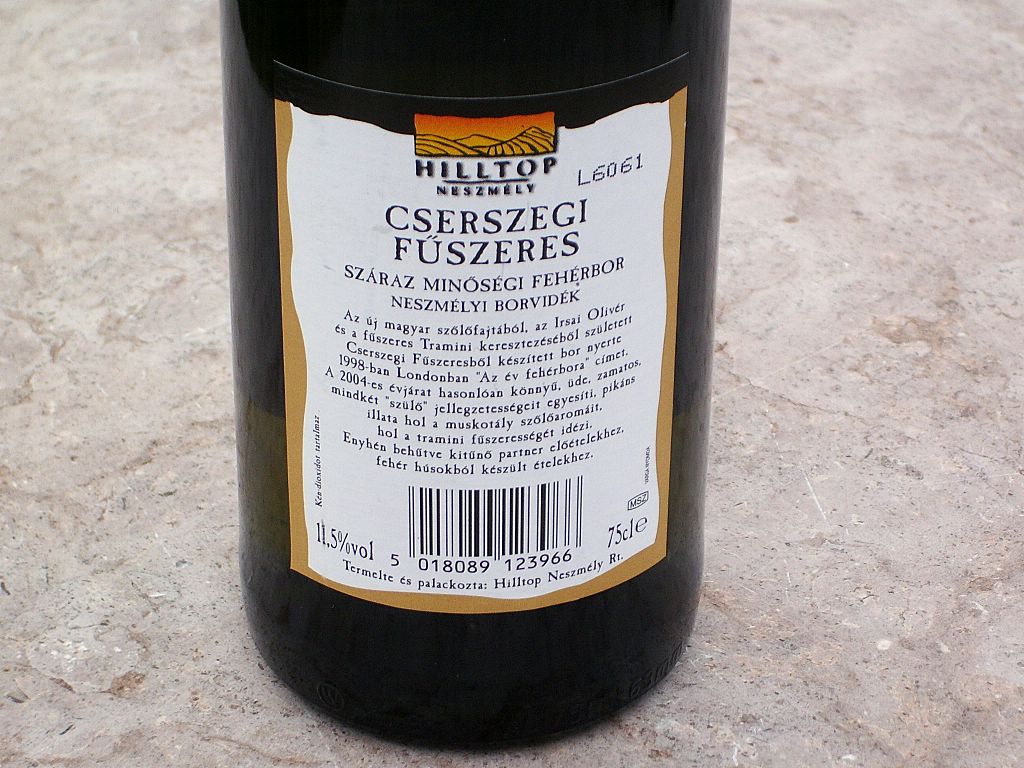 HILLTOP
NESZMÉLY
L6061
CSERSZEGI
FŰSZERES
SZÁRAZ MINŐSÉGI FEHÉRBOR
NESZMÉLYI BORVIDÉK
Az új magyar szőlőfajtából, az Irsai Olivér
és a fűszeres Tramini keresztezéséből született
Cserszegi Fűszeresből készített bor nyerte
1998-ban Londonban "Az év fehérbora" címet.
A 2004-es évjárat hasonlóan könnyű, üde, zamatos,
mindkét "szülő" jellegzetességeit egyesíti, pikáns
illata hol a muskotály szőlőaromáit,
hol a tramini fűszerességét idézi.
Enyhén behűtve kitűnő partner előételekhez,
fehér húsokból készült ételekhez.
Kén-dioxidot tartalmaz.
MSZ
11,5%vol
75cl e
5 018089 123966
Termelte és palackozta: Hilltop Neszmély Rt.